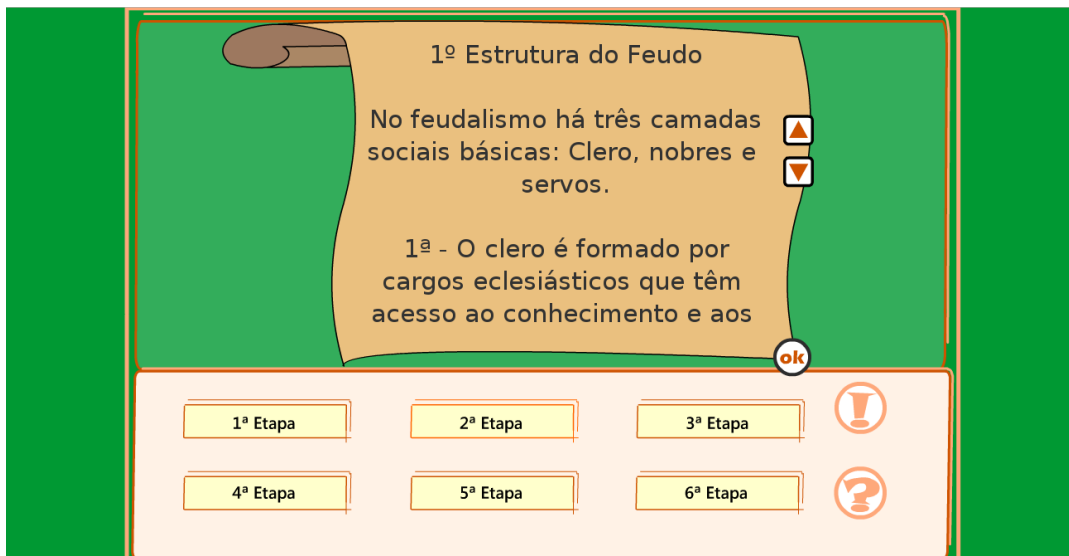 1º Estrutura do Feudo
No feudalismo há três camadas
sociais básicas: Clero, nobres e
servos.
1ª - O clero é formado por
cargos eclesiásticos que têm
acesso ao conhecimento e aos
ok
1ª Etapa
2ª Etapa
3ª Etapa
!
4ª Etapa
5ª Etapa
6ª Etapa
?